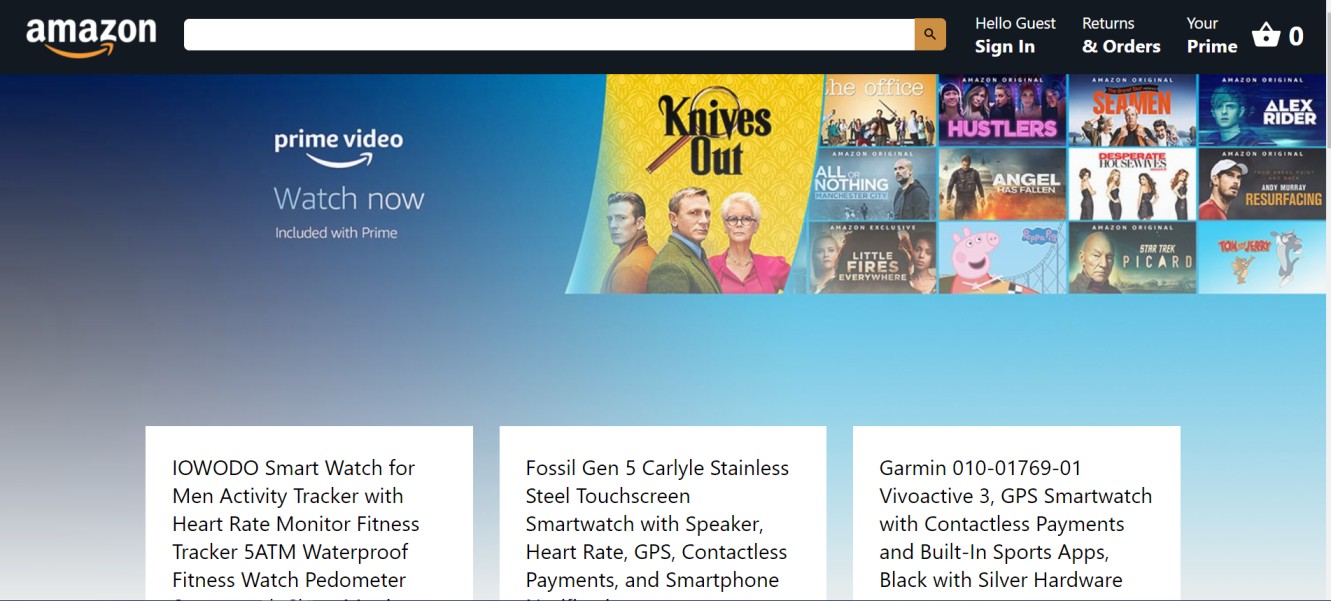 amazon
Hello Guest
Sign In
Returns
& Orders
Your
Prime
0
prime video
Watch now
Included with Prime
Knives
Out
the office
AMAZON ORIGINAL
HUSTLERS
AMAZON ORIGINAL
The Grand Tour
SEAMEN
AMAZON ORIGINAL
ALEX
RIDER
AMAZON ORIGINAL
ALL OR
NOTHING
MANCHESTER CITY
ANGEL
HAS FALLEN
DESPERATE
HOUSEWIVES
AMAZON ORIGINAL
ANDY MURRAY
RESURFACING
AMAZON EXCLUSIVE
LITTLE
FIRES
EVERYWHERE
Peppa Pig
AMAZON ORIGINAL
STAR TREK
PICARD
TOM AND JERRY
IOWODO Smart Watch for
Men Activity Tracker with
Heart Rate Monitor Fitness
Tracker 5ATM Waterproof
Fitness Watch Pedometer
Fossil Gen 5 Carlyle Stainless
Steel Touchscreen
Smartwatch with Speaker,
Heart Rate, GPS, Contactless
Payments, and Smartphone
Garmin 010-01769-01
Vivoactive 3, GPS Smartwatch
with Contactless Payments
and Built-In Sports Apps,
Black with Silver Hardware